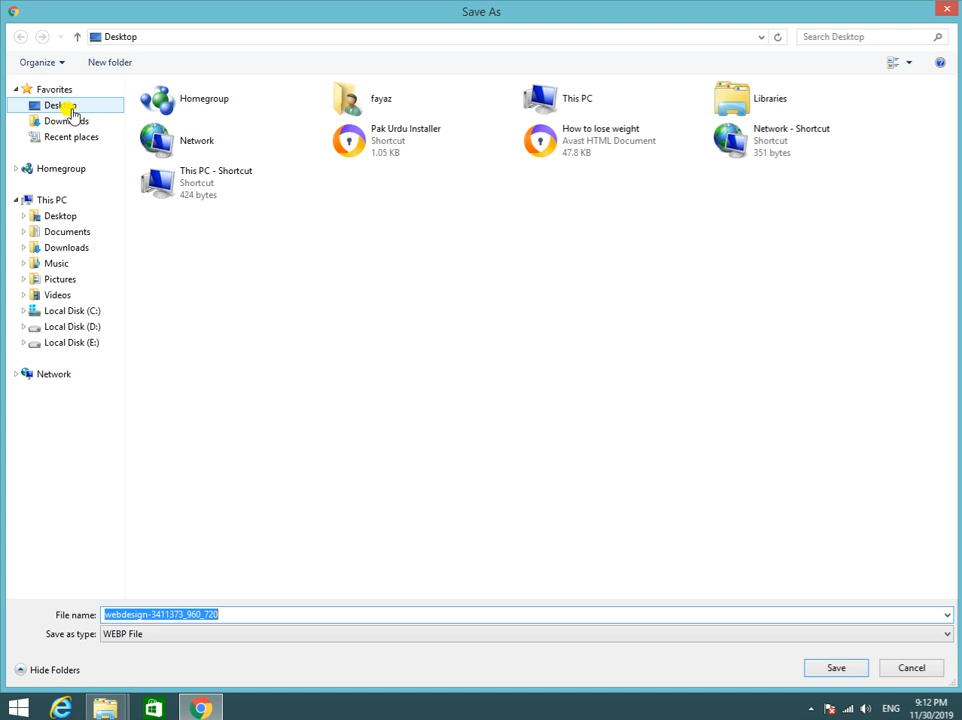 Save As
Desktop
Search Desktop
Organize
New folder
Favorites
Desktop
Downloads
Recent places
Homegroup
This PC
Desktop
Documents
Downloads
Music
Pictures
Videos
Local Disk (C:)
Local Disk (D:)
Local Disk (E:)
Network
Homegroup
fayaz
This PC
Libraries
Network
Pak Urdu Installer
Shortcut
1.05 KB
How to lose weight
Avast HTML Document
47.8 KB
Network - Shortcut
Shortcut
351 bytes
This PC - Shortcut
Shortcut
424 bytes
File name:
webdesign-3411373_960_720
Save as type:
WEBP File
Hide Folders
Save
Cancel
ENG
9:12 PM
11/30/2019